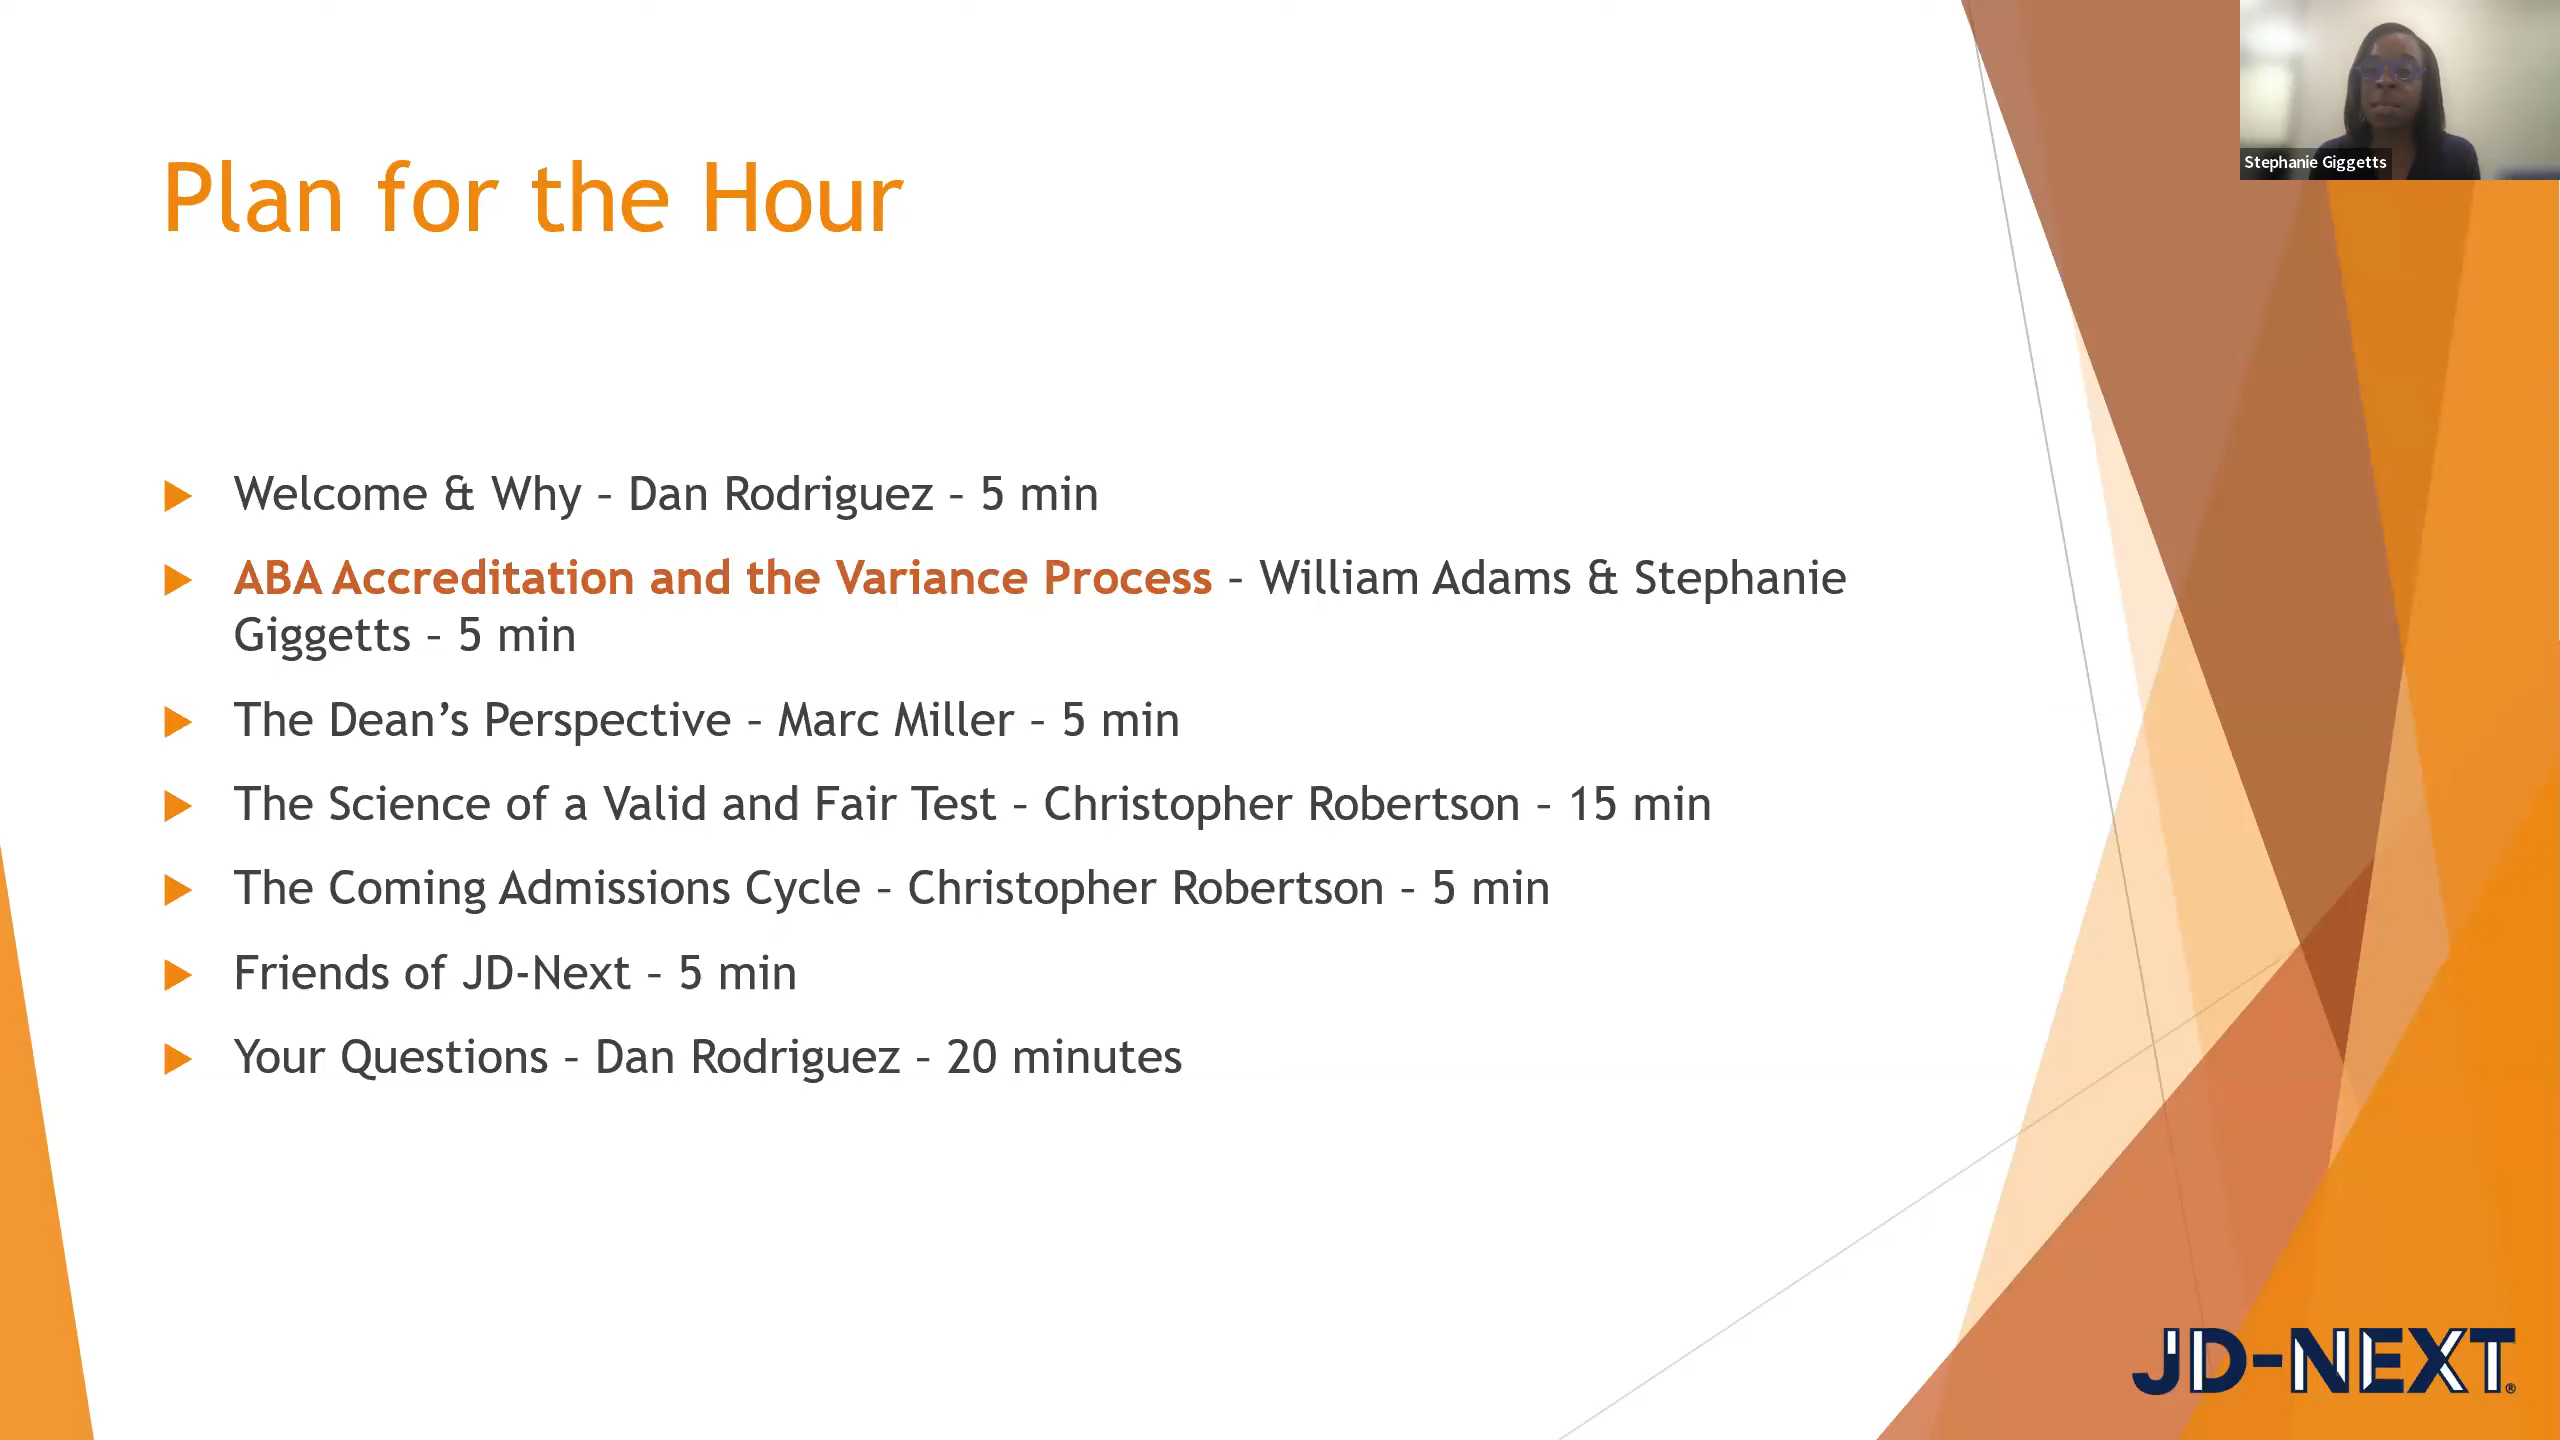 Stephanie Giggetts
Plan for the Hour
Welcome & Why – Dan Rodriguez – 5 min
ABA Accreditation and the Variance Process – William Adams & Stephanie
Giggetts – 5 min
The Dean’s Perspective – Marc Miller – 5 min
The Science of a Valid and Fair Test – Christopher Robertson – 15 min
The Coming Admissions Cycle – Christopher Robertson – 5 min
Friends of JD-Next – 5 min
Your Questions – Dan Rodriguez – 20 minutes
JD-NEXT®